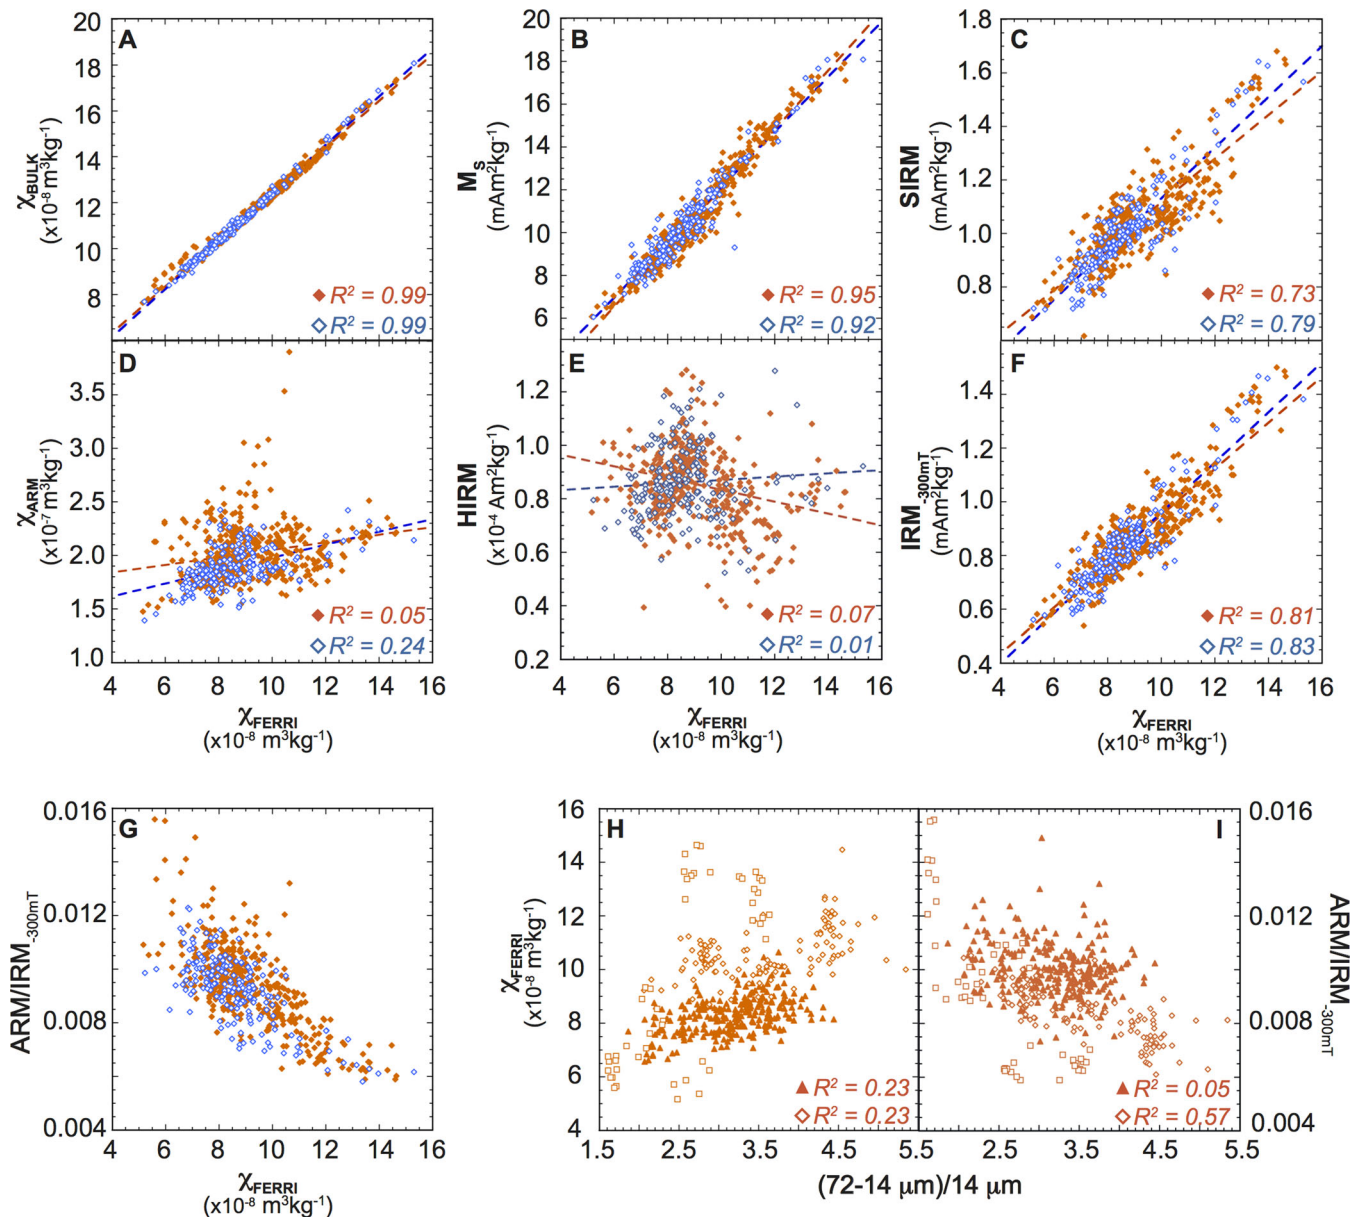 A
20
18
16
14
12
10
8
χBULK
(x10⁻⁸ m³kg⁻¹)
R² = 0.99
R² = 0.99
B
20
18
16
14
12
10
8
6
MS
(mAm²kg⁻¹)
R² = 0.95
R² = 0.92
C
1.8
1.6
1.4
1.2
1.0
0.8
SIRM
(mAm²kg⁻¹)
R² = 0.73
R² = 0.79
D
3.5
3.0
2.5
2.0
1.5
1.0
χARM
(x10⁻⁷ m³kg⁻¹)
R² = 0.05
R² = 0.24
4 6 8 10 12 14 16
χFERRI
(x10⁻⁸ m³kg⁻¹)
E
1.2
1.0
0.8
0.6
0.4
0.2
HIRM
(x10⁻⁴ Am²kg⁻¹)
R² = 0.07
R² = 0.01
4 6 8 10 12 14 16
χFERRI
(x10⁻⁸ m³kg⁻¹)
F
1.4
1.2
1.0
0.8
0.6
0.4
IRM-300mT
(mAm²kg⁻¹)
R² = 0.81
R² = 0.83
4 6 8 10 12 14 16
χFERRI
(x10⁻⁸ m³kg⁻¹)
G
0.016
0.012
0.008
0.004
ARM/IRM-300mT
4 6 8 10 12 14 16
χFERRI
(x10⁻⁸ m³kg⁻¹)
H
16
14
12
10
8
6
4
χFERRI
(x10⁻⁸ m³kg⁻¹)
R² = 0.23
R² = 0.23
1.5 2.5 3.5 4.5 5.5
I
0.016
0.012
0.008
0.004
ARM/IRM-300mT
R² = 0.05
R² = 0.57
2.5 3.5 4.5 5.5
(72-14 μm)/14 μm